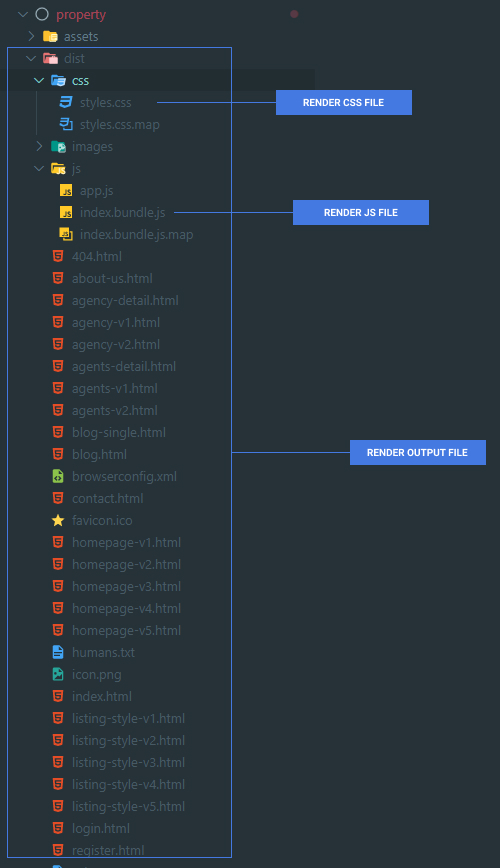 property
assets
dist
css
styles.css
RENDER CSS FILE
styles.css.map
images
js
app.js
index.bundle.js
RENDER JS FILE
index.bundle.js.map
404.html
about-us.html
agency-detail.html
agency-v1.html
agency-v2.html
agents-detail.html
agents-v1.html
agents-v2.html
blog-single.html
blog.html
RENDER OUTPUT FILE
browserconfig.xml
contact.html
favicon.ico
homepage-v1.html
homepage-v2.html
homepage-v3.html
homepage-v4.html
homepage-v5.html
humans.txt
icon.png
index.html
listing-style-v1.html
listing-style-v2.html
listing-style-v3.html
listing-style-v4.html
listing-style-v5.html
login.html
register.html